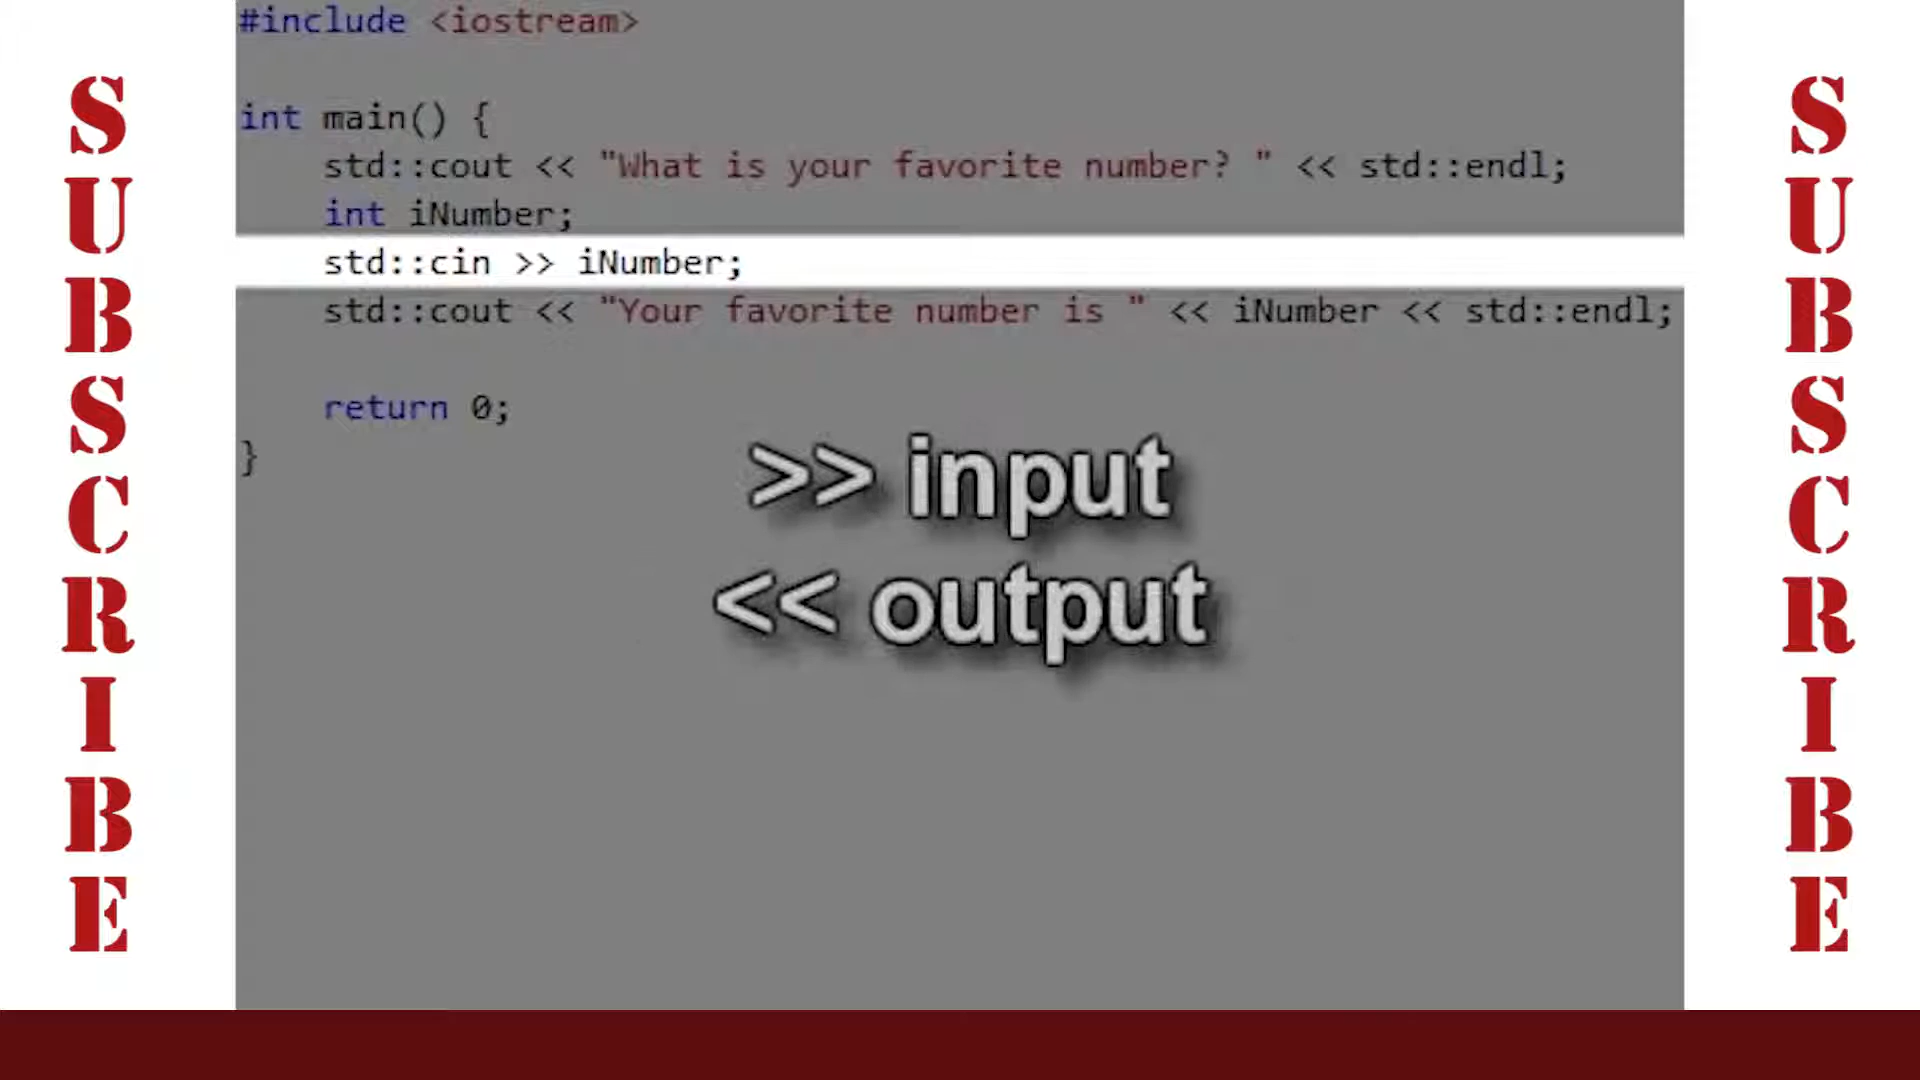 #include <iostream>
int main() {
std::cout << "What is your favorite number? " << std::endl;
int iNumber;
std::cin >> iNumber;
std::cout << "Your favorite number is " << iNumber << std::endl;
return 0;
}
>> input
<< output
SUBSCRIBE
SUBSCRIBE